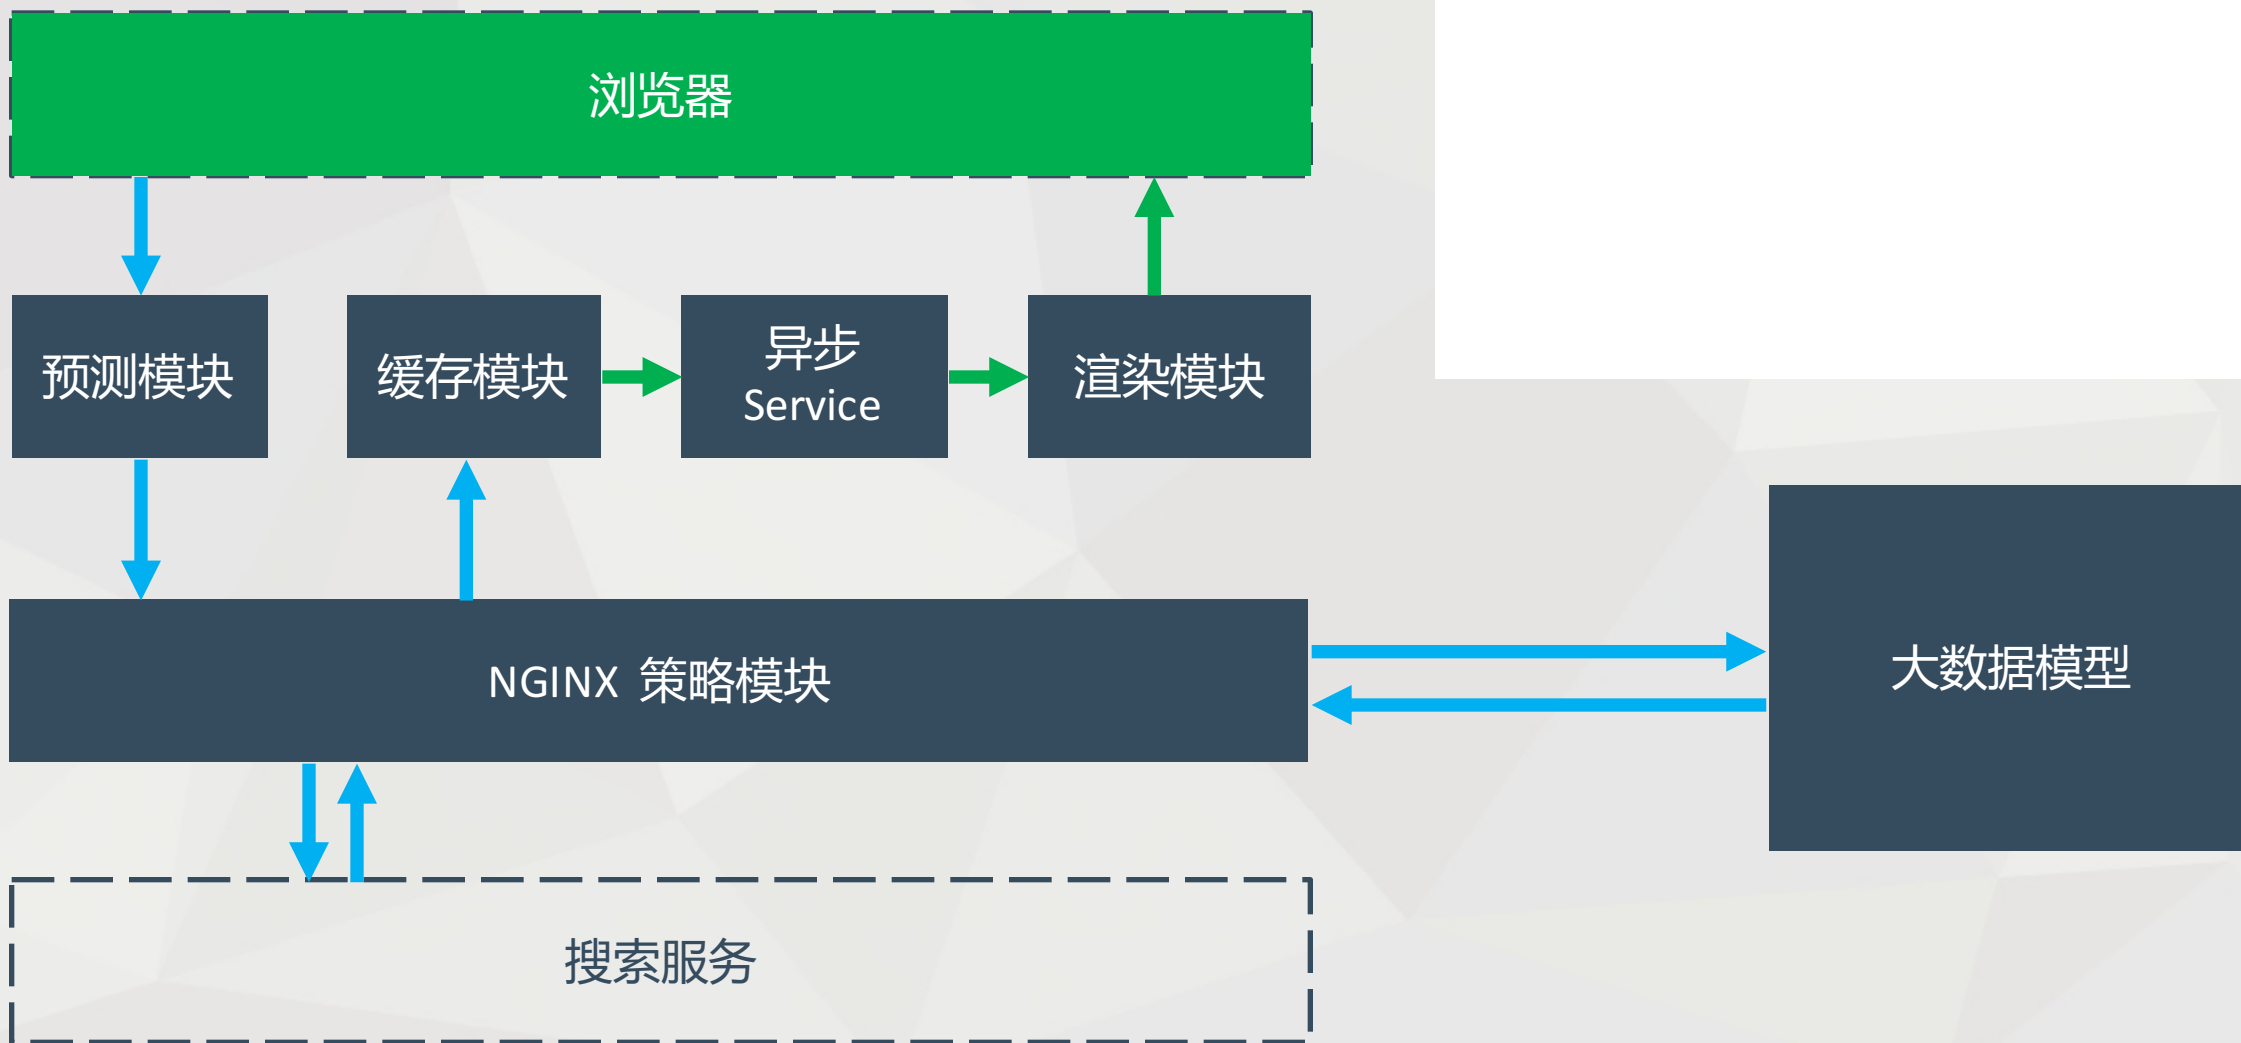 浏览器
预测模块
缓存模块
异步
Service
渲染模块
NGINX 策略模块
大数据模型
搜索服务